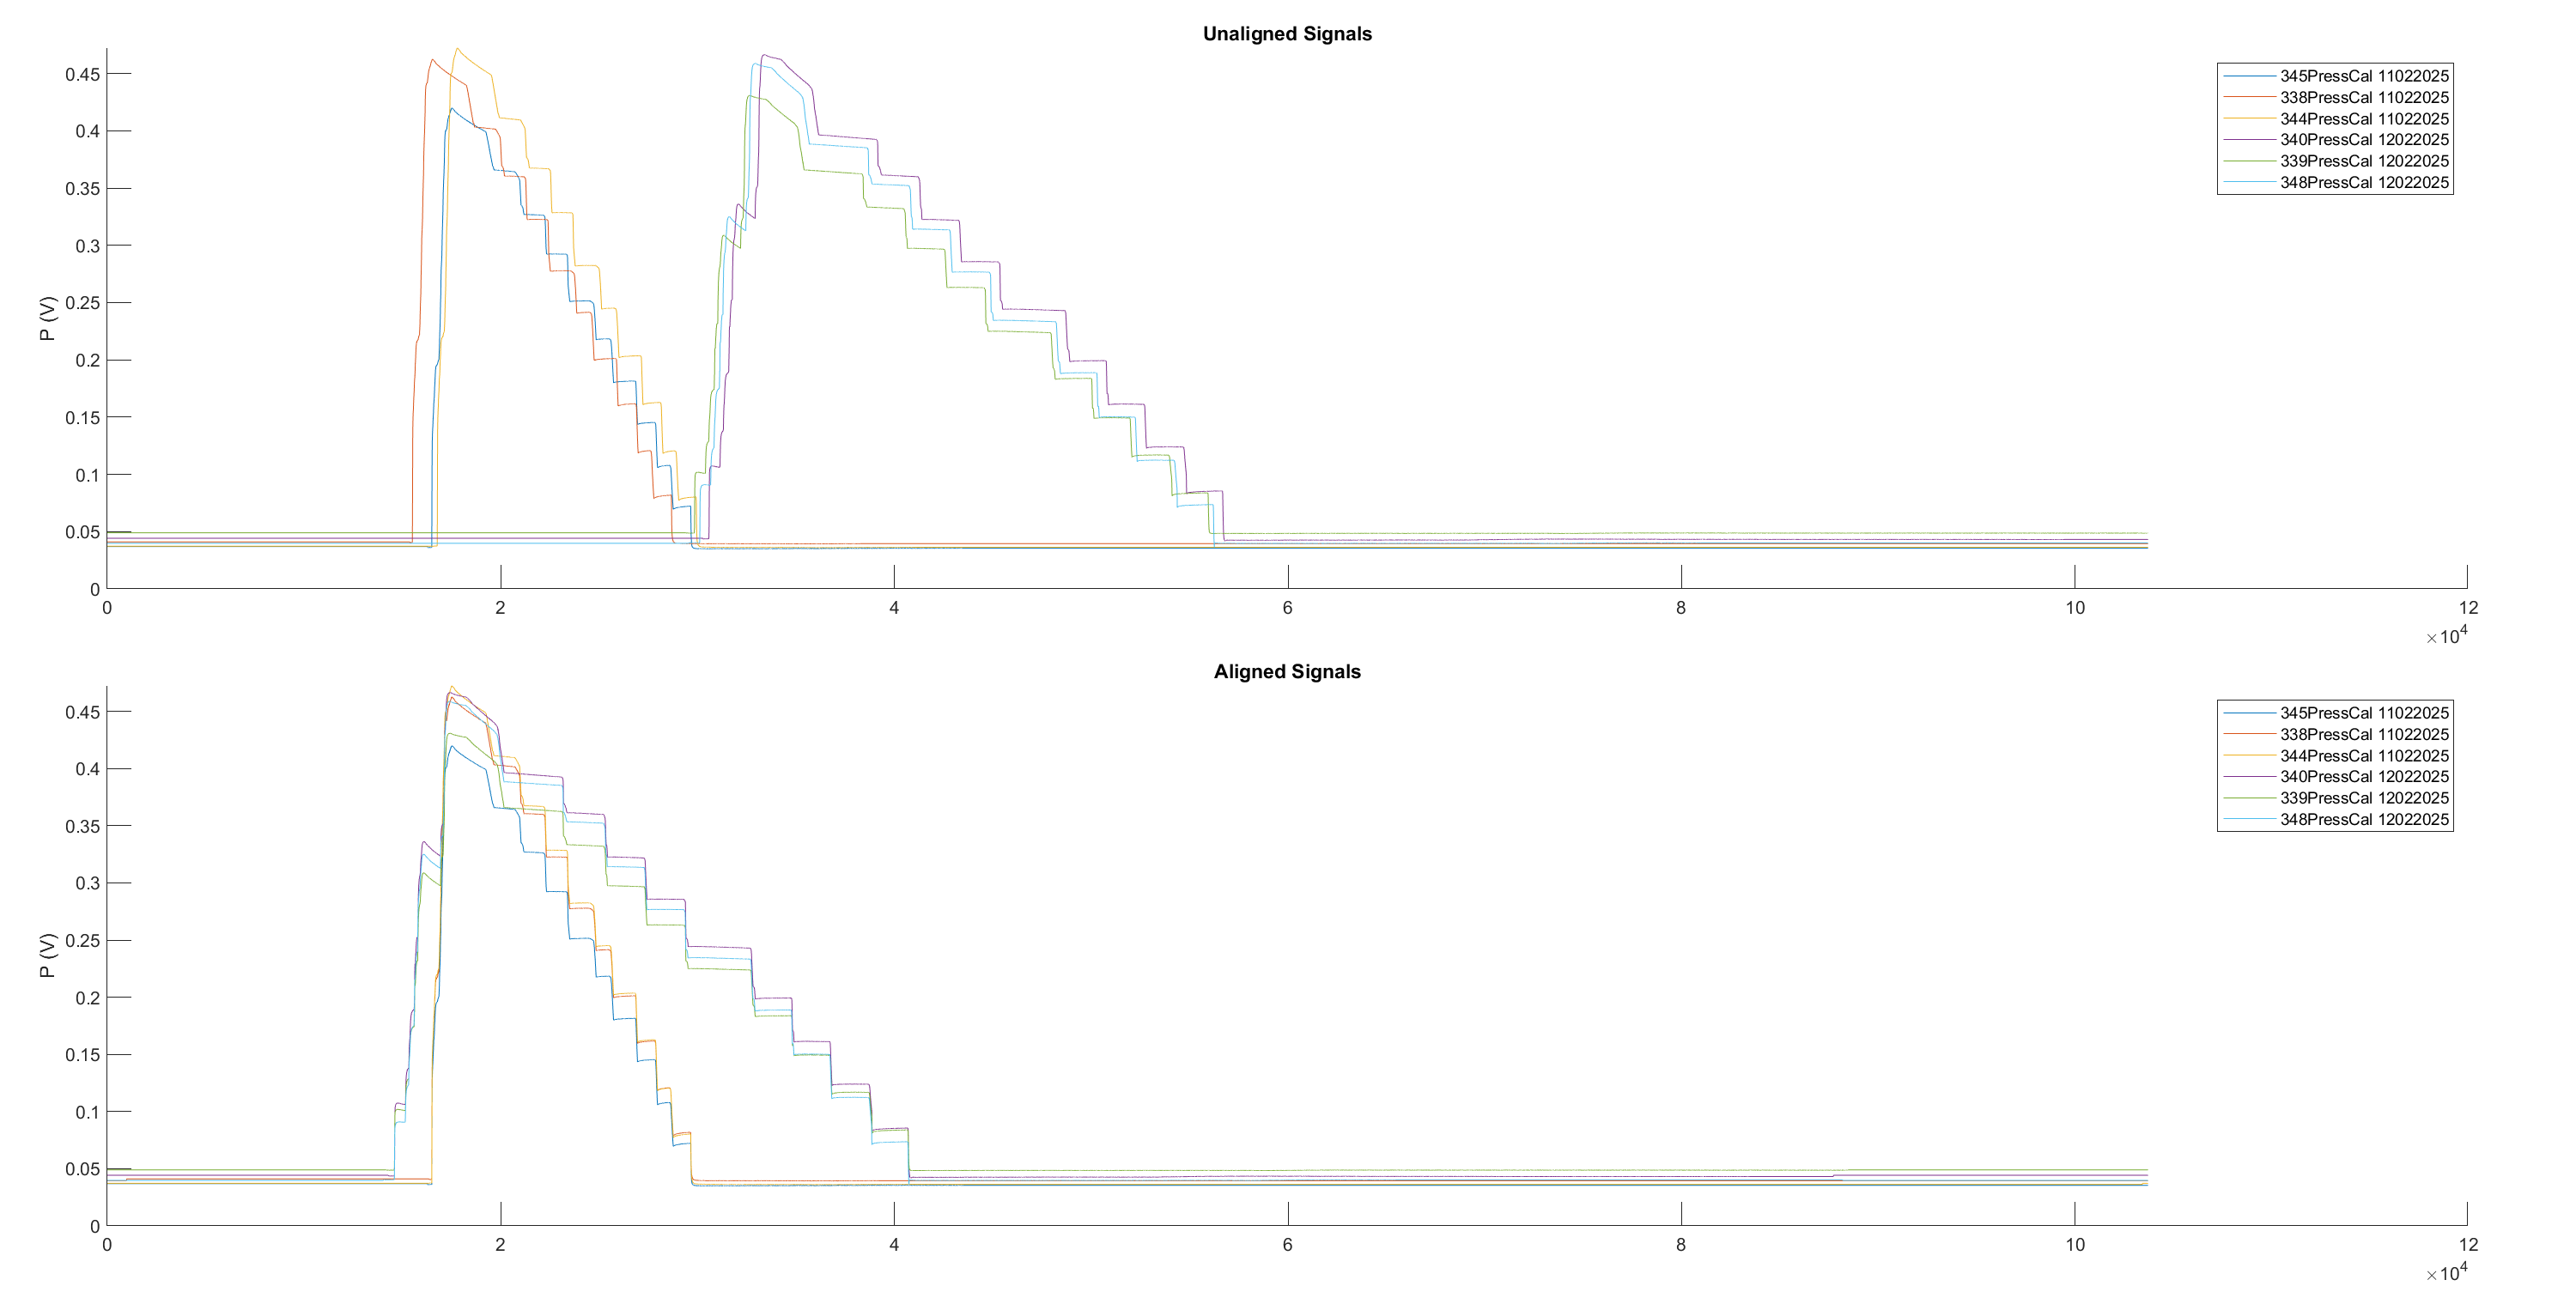 Unaligned Signals
0.45
0.4
0.35
0.3
0.25
0.2
0.15
0.1
0.05
0
P (V)
0 2 4 6 8 10 12
×10^4
345PressCal 11022025
338PressCal 11022025
344PressCal 11022025
340PressCal 12022025
339PressCal 12022025
348PressCal 12022025
Aligned Signals
0.45
0.4
0.35
0.3
0.25
0.2
0.15
0.1
0.05
0
P (V)
0 2 4 6 8 10 12
×10^4
345PressCal 11022025
338PressCal 11022025
344PressCal 11022025
340PressCal 12022025
339PressCal 12022025
348PressCal 12022025